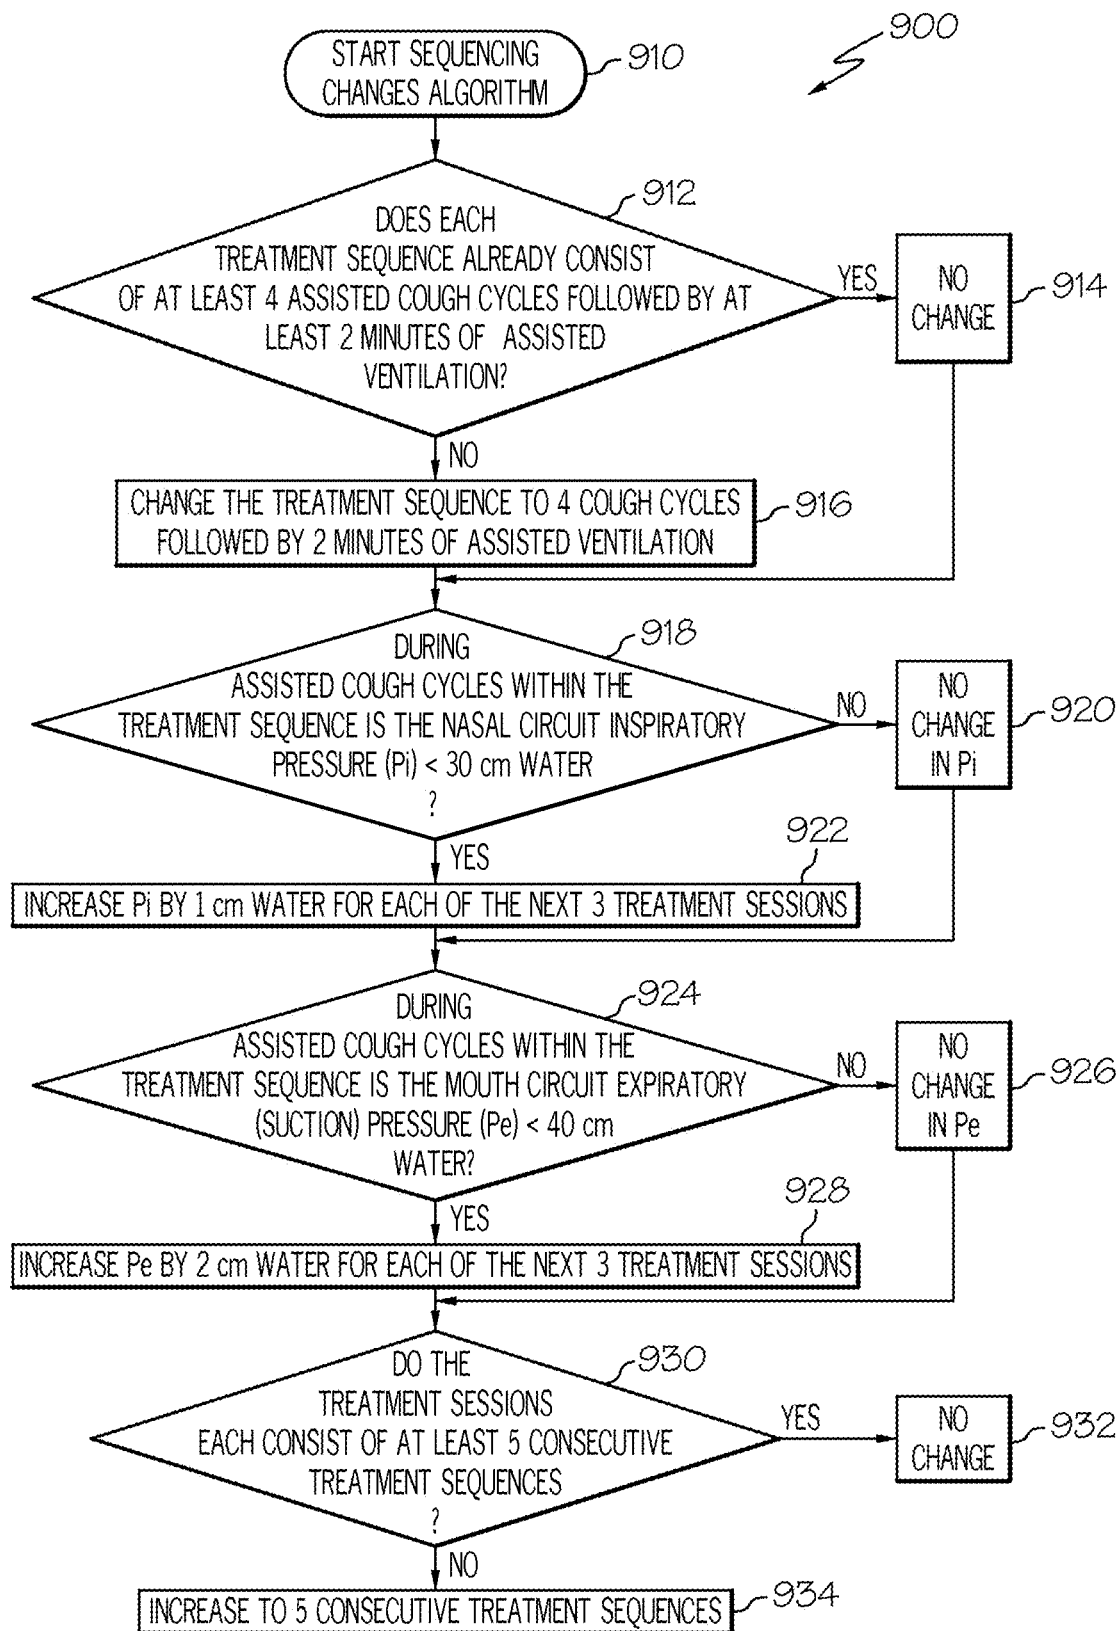 900
START SEQUENCING
CHANGES ALGORITHM
910
912
DOES EACH
TREATMENT SEQUENCE ALREADY CONSIST
OF AT LEAST 4 ASSISTED COUGH CYCLES FOLLOWED BY AT
LEAST 2 MINUTES OF ASSISTED
VENTILATION?
YES
NO
CHANGE
914
NO
CHANGE THE TREATMENT SEQUENCE TO 4 COUGH CYCLES
FOLLOWED BY 2 MINUTES OF ASSISTED VENTILATION
916
918
DURING
ASSISTED COUGH CYCLES WITHIN THE
TREATMENT SEQUENCE IS THE NASAL CIRCUIT INSPIRATORY
PRESSURE (Pi) < 30 cm WATER
?
NO
NO
CHANGE
IN Pi
920
YES
922
INCREASE Pi BY 1 cm WATER FOR EACH OF THE NEXT 3 TREATMENT SESSIONS
924
DURING
ASSISTED COUGH CYCLES WITHIN THE
TREATMENT SEQUENCE IS THE MOUTH CIRCUIT EXPIRATORY
(SUCTION) PRESSURE (Pe) < 40 cm
WATER?
NO
NO
CHANGE
IN Pe
926
YES
928
INCREASE Pe BY 2 cm WATER FOR EACH OF THE NEXT 3 TREATMENT SESSIONS
930
DO THE
TREATMENT SESSIONS
EACH CONSIST OF AT LEAST 5 CONSECUTIVE
TREATMENT SEQUENCES
?
YES
NO
CHANGE
932
NO
INCREASE TO 5 CONSECUTIVE TREATMENT SEQUENCES
934